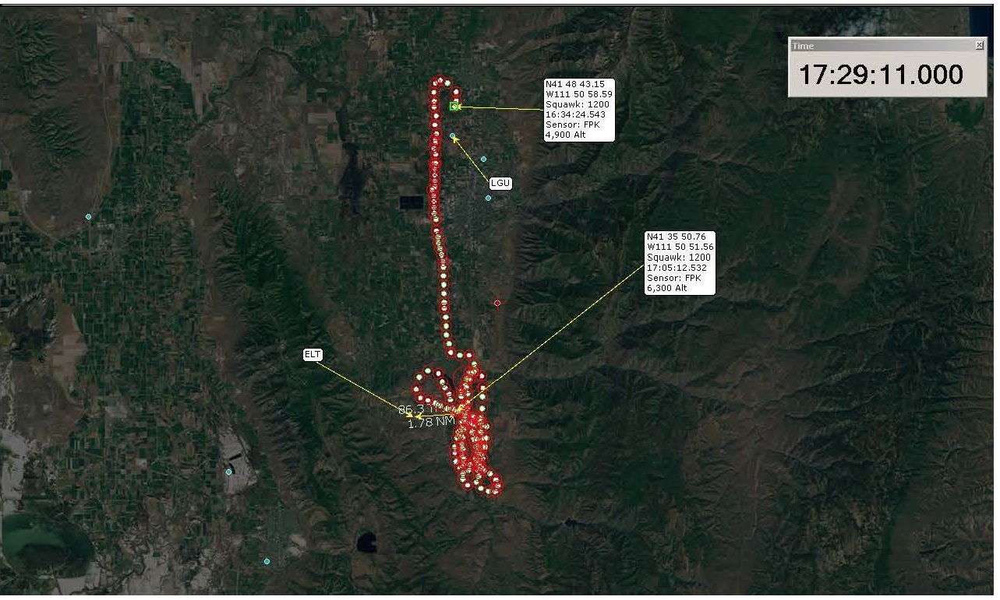 Time
17:29:11.000
N41 48 43.15
W111 50 58.59
Squawk: 1200
16:34:24.543
Sensor: FPK
4,900 Alt
LGU
N41 35 50.76
W111 50 51.56
Squawk: 1200
17:05:12.532
Sensor: FPK
6,300 Alt
ELT
86.3
1.78 NM